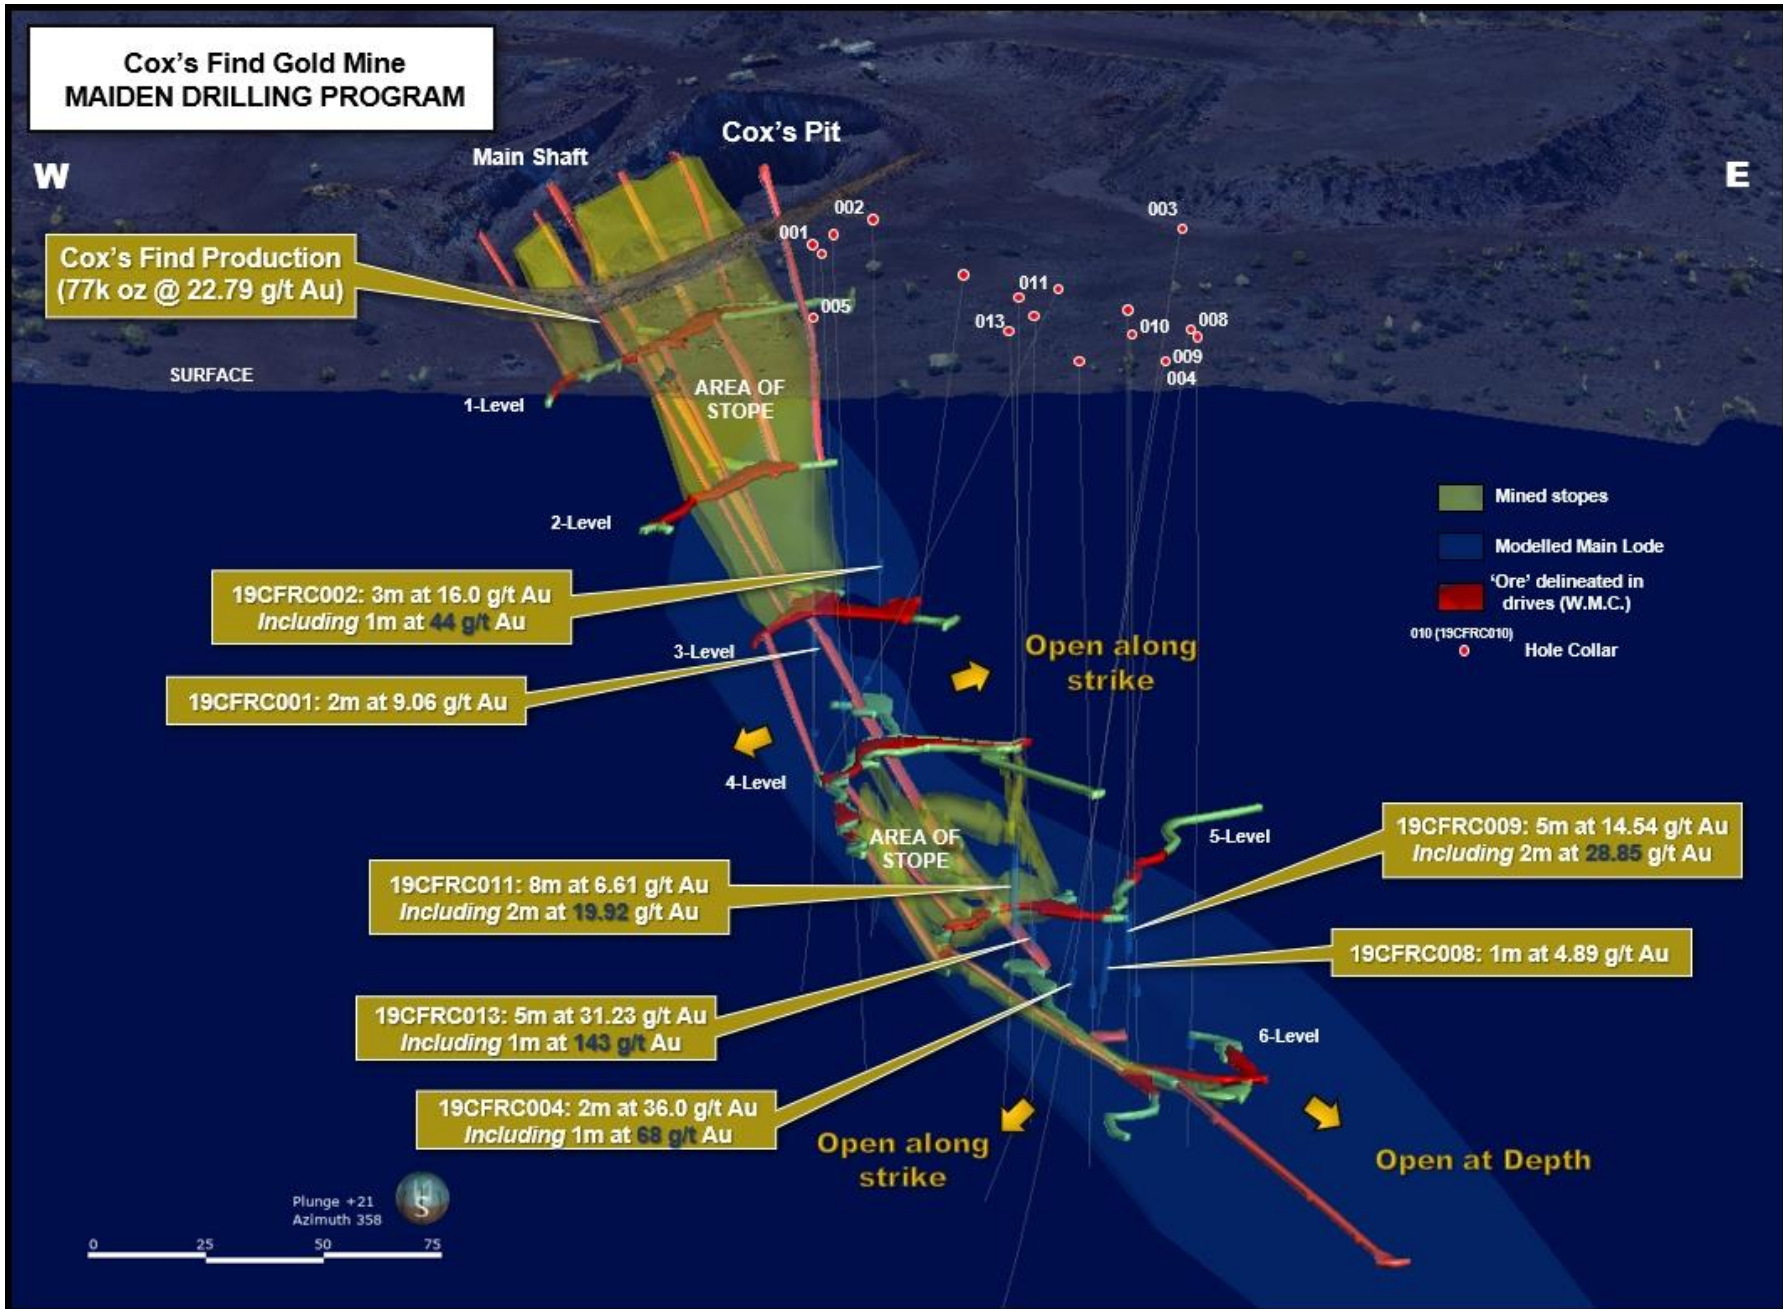 Cox's Find Gold Mine
MAIDEN DRILLING PROGRAM
W
Main Shaft
Cox's Pit
E
002
003
001
Cox's Find Production
(77k oz @ 22.79 g/t Au)
011
005
013
010
008
009
004
SURFACE
1-Level
AREA OF
STOPE
2-Level
Mined stopes
Modelled Main Lode
'Ore' delineated in
drives (W.M.C.)
010 (19CFRC010)
Hole Collar
19CFRC002: 3m at 16.0 g/t Au
Including 1m at 44 g/t Au
3-Level
Open along
strike
19CFRC001: 2m at 9.06 g/t Au
4-Level
AREA OF
STOPE
5-Level
19CFRC009: 5m at 14.54 g/t Au
Including 2m at 28.85 g/t Au
19CFRC011: 8m at 6.61 g/t Au
Including 2m at 19.92 g/t Au
19CFRC008: 1m at 4.89 g/t Au
19CFRC013: 5m at 31.23 g/t Au
Including 1m at 143 g/t Au
6-Level
19CFRC004: 2m at 36.0 g/t Au
Including 1m at 68 g/t Au
Open along
strike
Open at Depth
Plunge +21
Azimuth 358
S
0 25 50 75